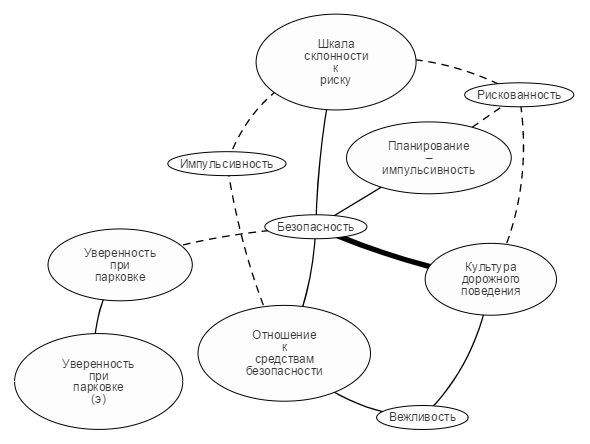 Шкала
склонности
к
риску
Рискованность
Планирование
–
импульсивность
Импульсивность
Безопасность
Уверенность
при
парковке
Культура
дорожного
поведения
Отношение
к
средствам
безопасности
Уверенность
при
парковке
(э)
Вежливость